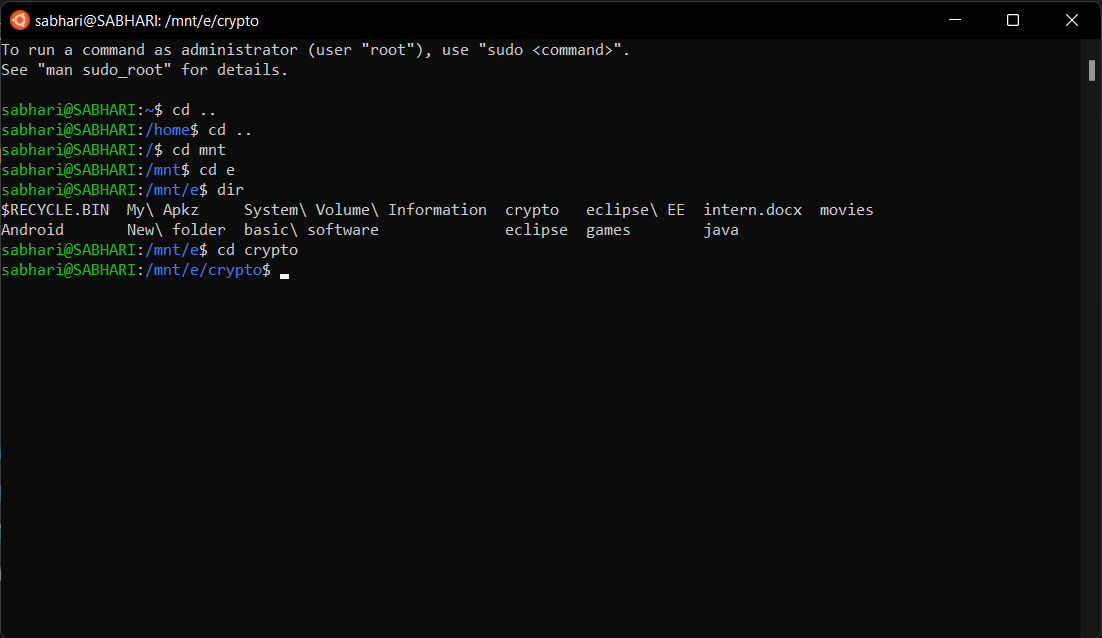 sabhari@SABHARI: /mnt/e/crypto
To run a command as administrator (user "root"), use "sudo <command>".
See "man sudo_root" for details.
sabhari@SABHARI:~$ cd ..
sabhari@SABHARI:/home$ cd ..
sabhari@SABHARI:/$ cd mnt
sabhari@SABHARI:/mnt$ cd e
sabhari@SABHARI:/mnt/e$ dir
$RECYCLE.BIN  My\ Apkz     System\ Volume\ Information  crypto   eclipse\ EE  intern.docx  movies
Android       New\ folder  basic\ software              eclipse  games        java
sabhari@SABHARI:/mnt/e$ cd crypto
sabhari@SABHARI:/mnt/e/crypto$